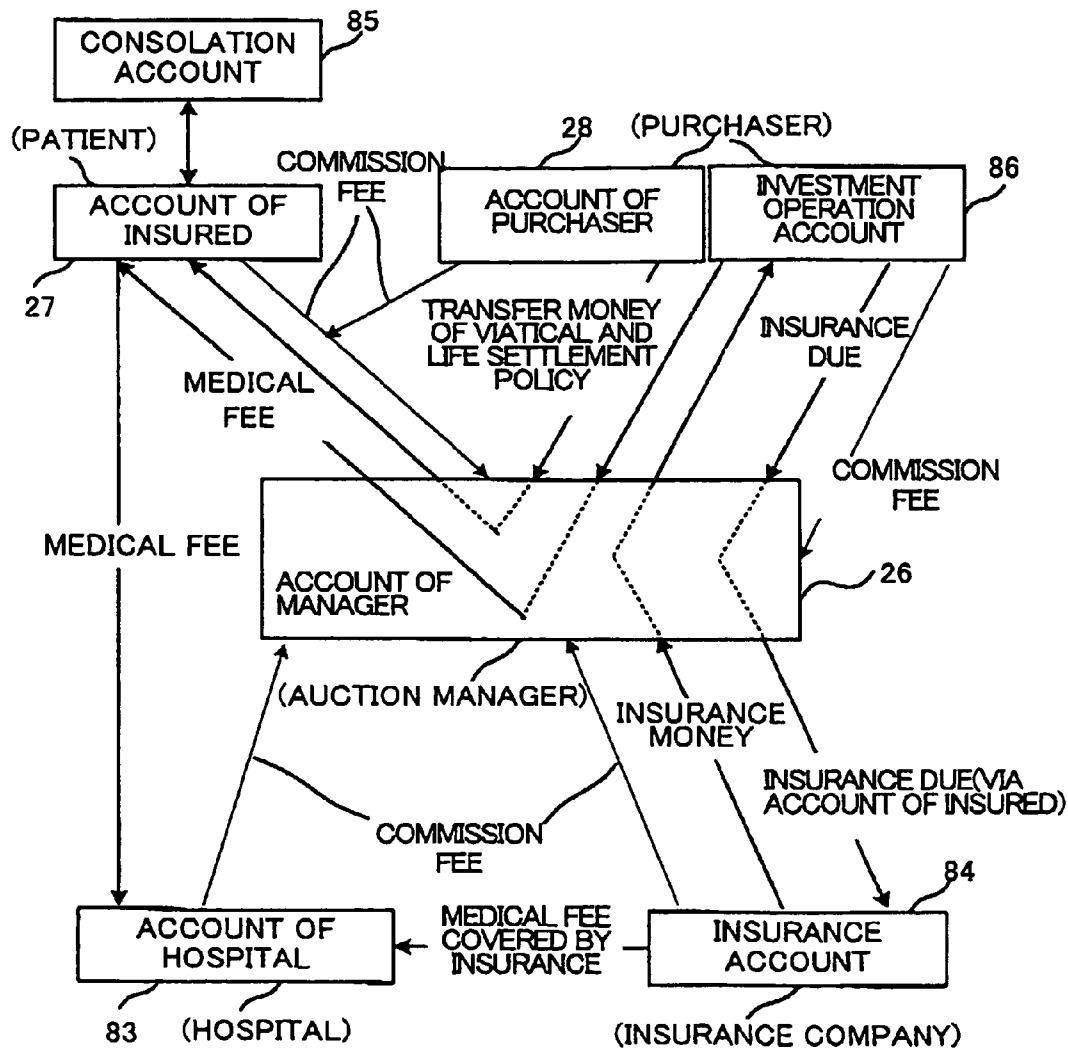 85
CONSOLATION
ACCOUNT
(PATIENT)
28
(PURCHASER)
COMMISSION
FEE
86
ACCOUNT OF
INSURED
ACCOUNT OF
PURCHASER
INVESTMENT
OPERATION
ACCOUNT
27
TRANSFER MONEY
OF VIATICAL AND
LIFE SETTLEMENT
POLICY
INSURANCE
DUE
MEDICAL
FEE
COMMISSION
FEE
MEDICAL FEE
ACCOUNT OF
MANAGER
26
(AUCTION MANAGER)
INSURANCE
MONEY
INSURANCE DUE(VIA
ACCOUNT OF INSURED)
COMMISSION
FEE
84
ACCOUNT OF
HOSPITAL
MEDICAL FEE
COVERED BY
INSURANCE
INSURANCE
ACCOUNT
83
(HOSPITAL)
(INSURANCE COMPANY)